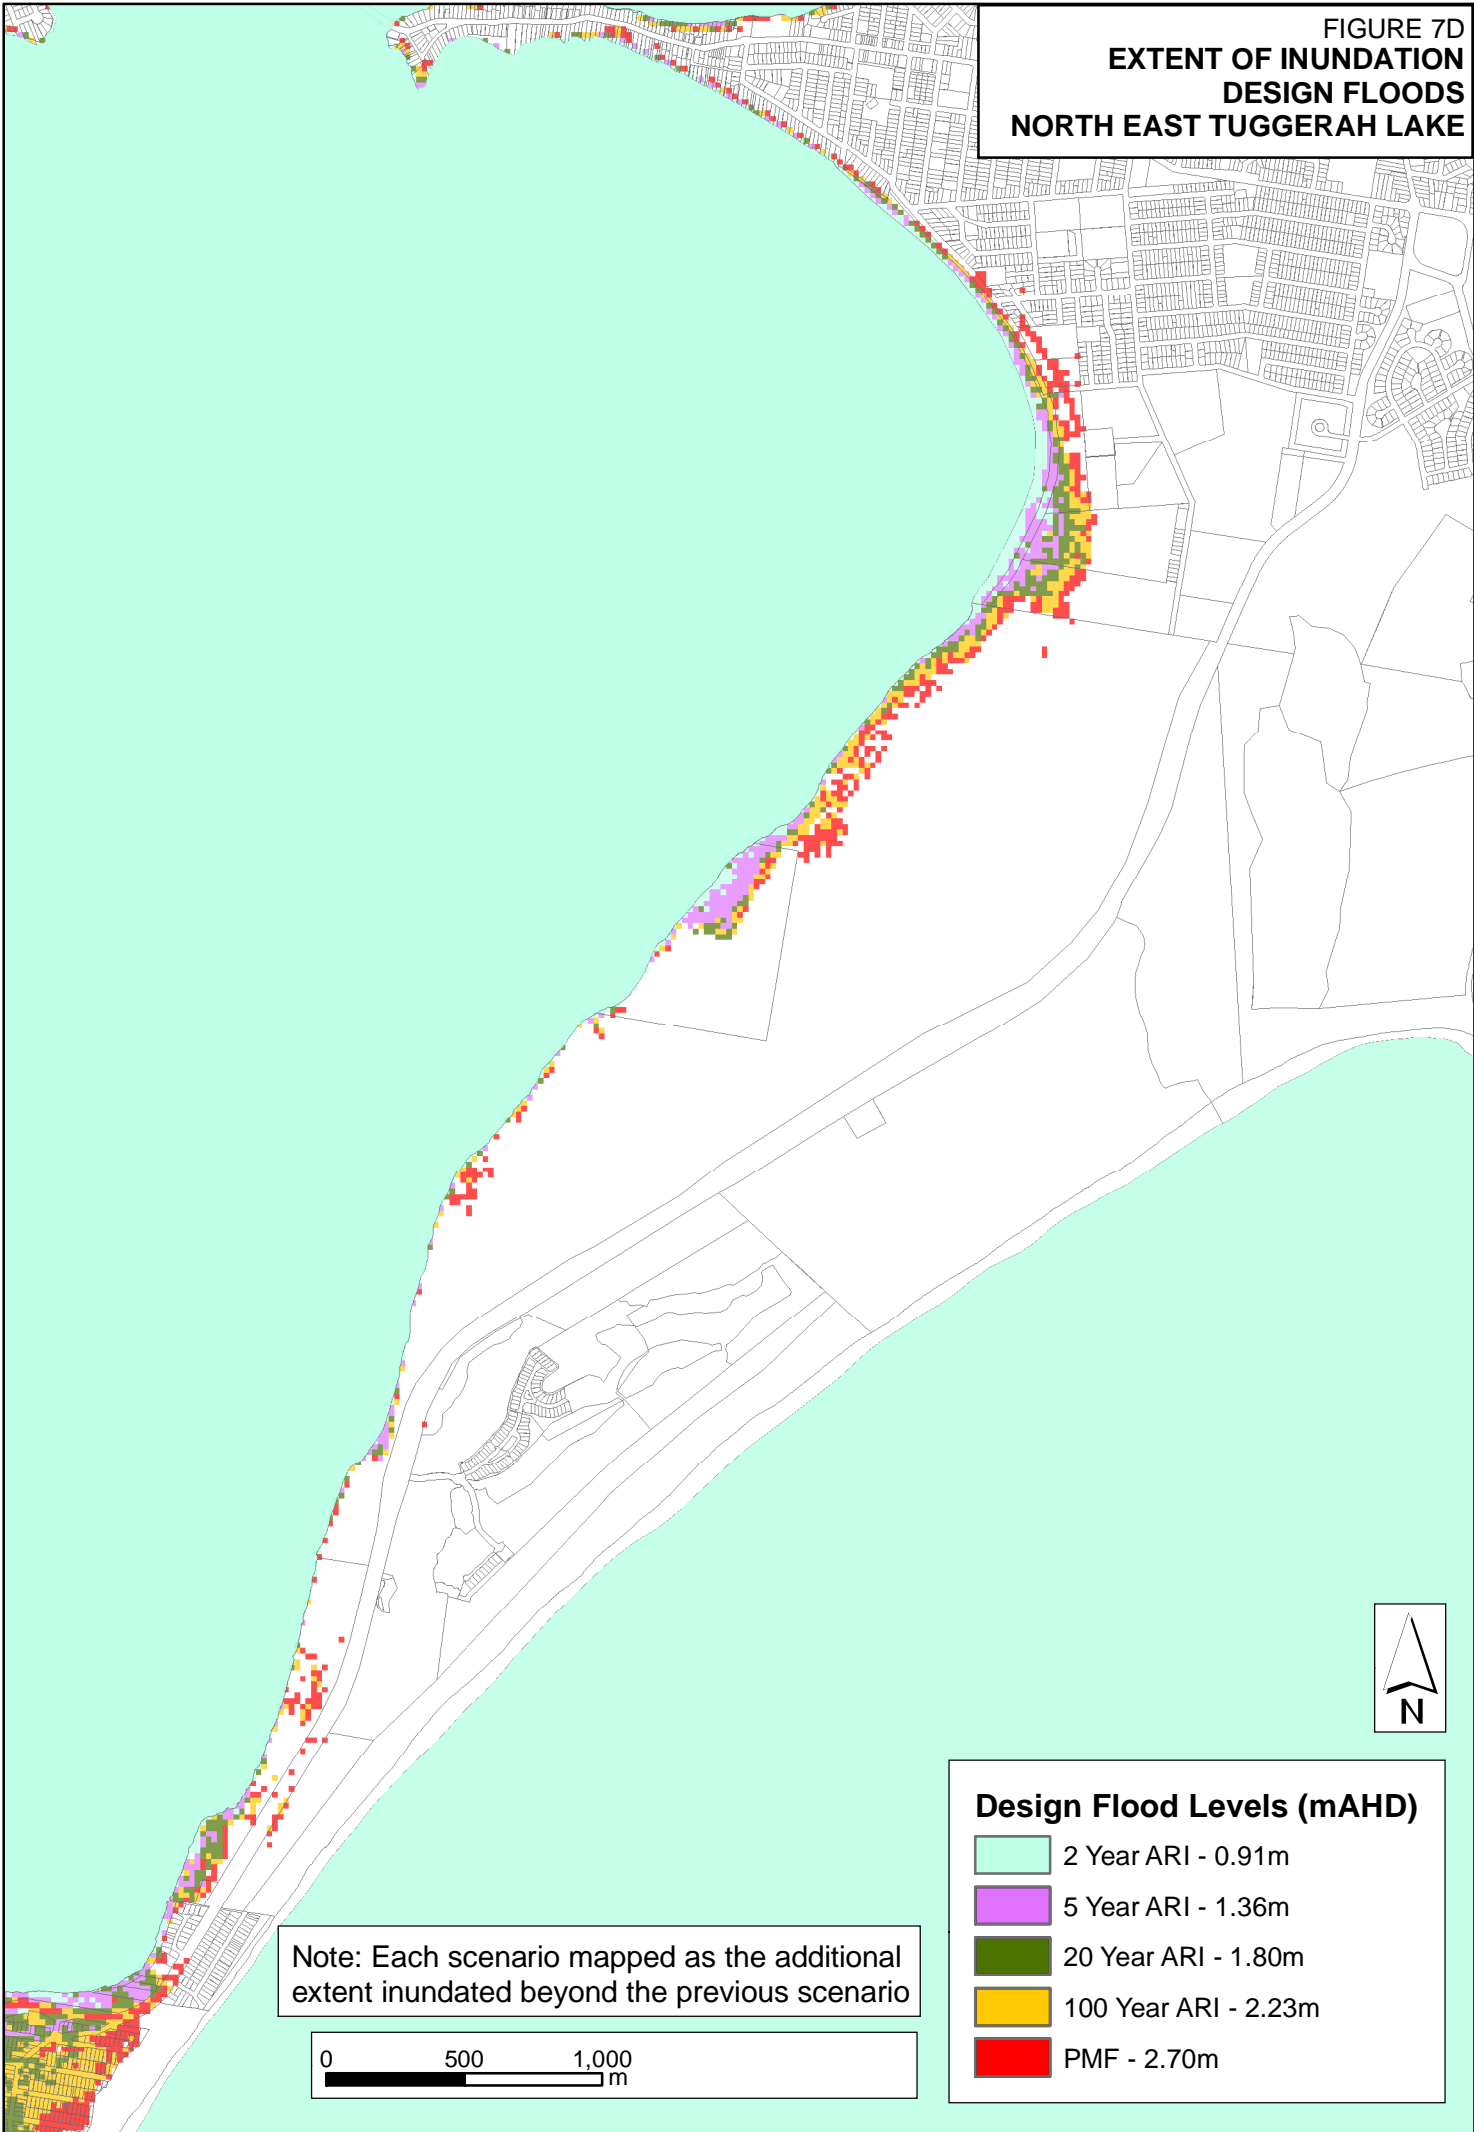 FIGURE 7D
EXTENT OF INUNDATION
DESIGN FLOODS
NORTH EAST TUGGERAH LAKE
N
Design Flood Levels (mAHD)
2 Year ARI - 0.91m
5 Year ARI - 1.36m
20 Year ARI - 1.80m
100 Year ARI - 2.23m
PMF - 2.70m
Note: Each scenario mapped as the additional
extent inundated beyond the previous scenario
0 500 1,000
m